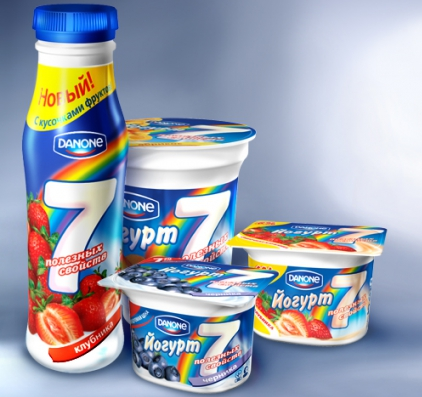 Новый!
С кусочками фруктов
DANONE
7
полезных
свойств
клубника
DANONE
Йогурт 7
полезных
свойств
DANONE
Йогурт 7
полезных
свойств
черника
DANONE
Йогурт 7
полезных
свойств